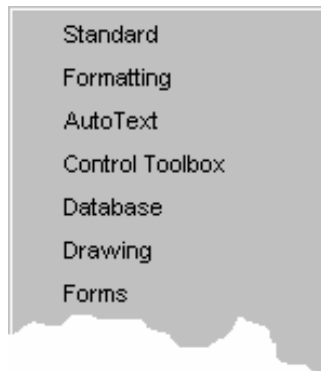 Standard
Formatting
AutoText
Control Toolbox
Database
Drawing
Forms